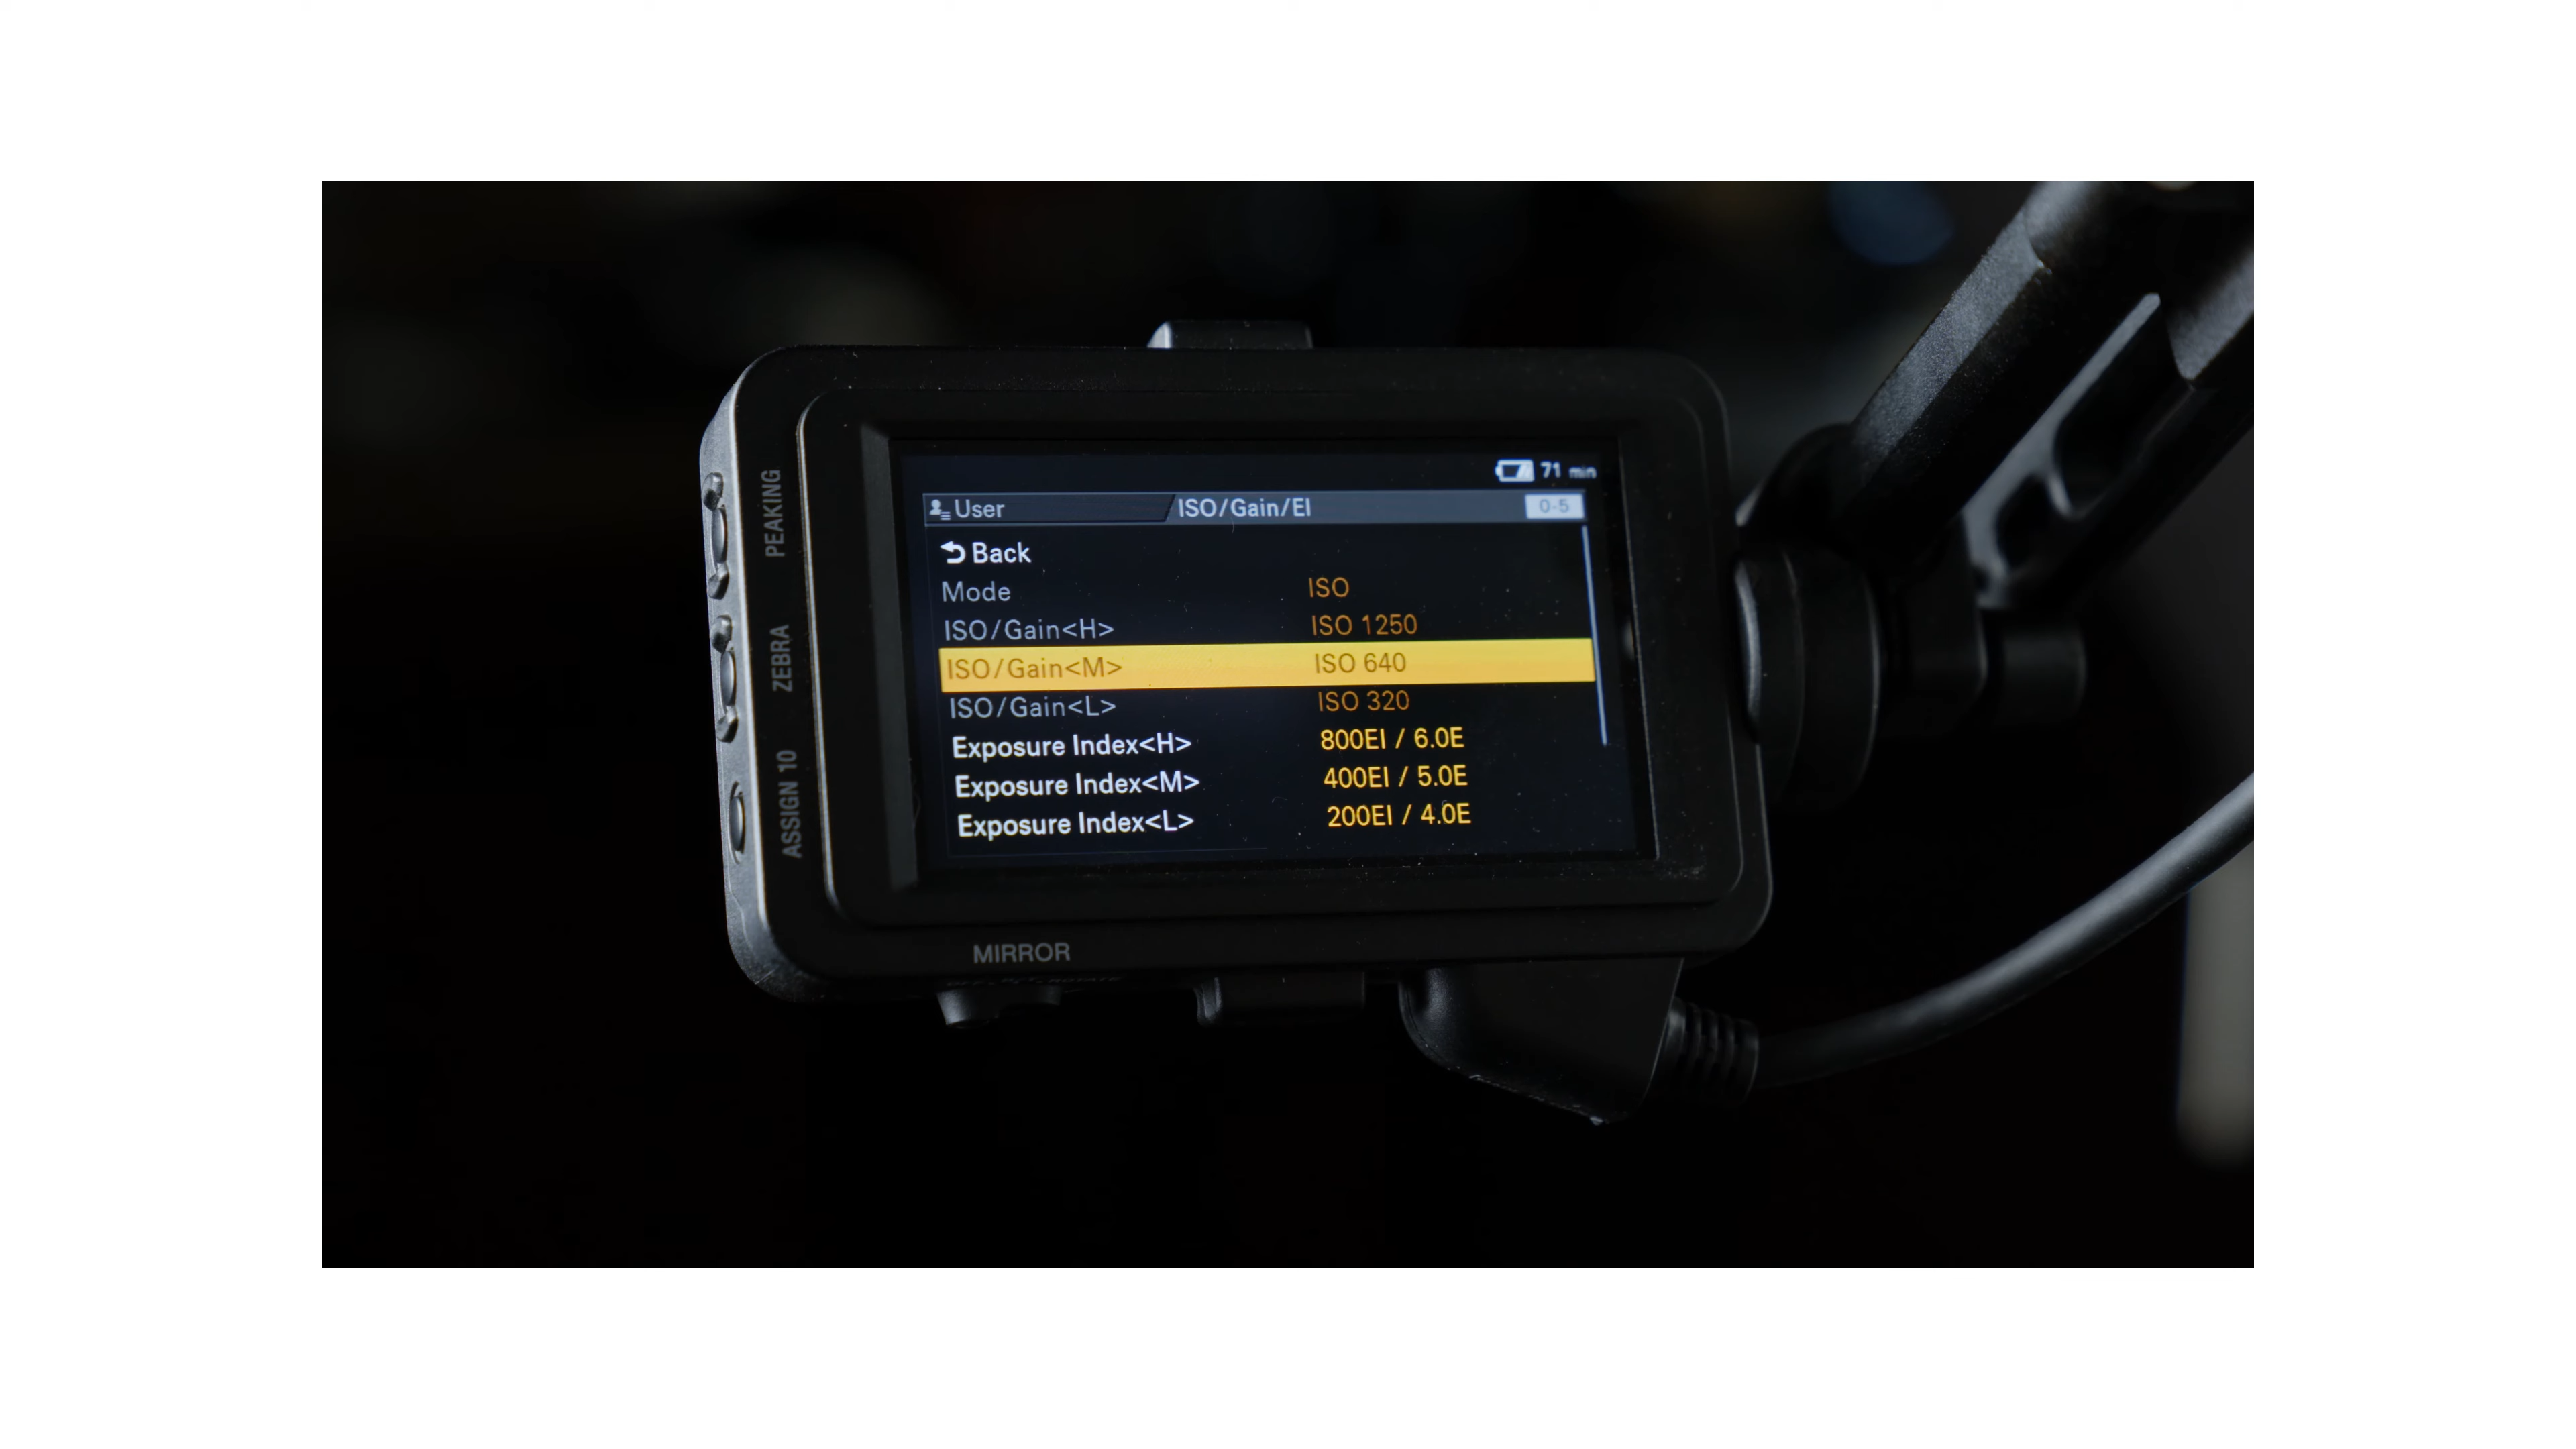 71 min
User ISO/Gain/EI 0-5
Back
Mode ISO
ISO/Gain<H> ISO 1250
ISO/Gain<M> ISO 640
ISO/Gain<L> ISO 320
Exposure Index<H> 800EI / 6.0E
Exposure Index<M> 400EI / 5.0E
Exposure Index<L> 200EI / 4.0E
PEAKING
ZEBRA
ASSIGN 10
MIRROR